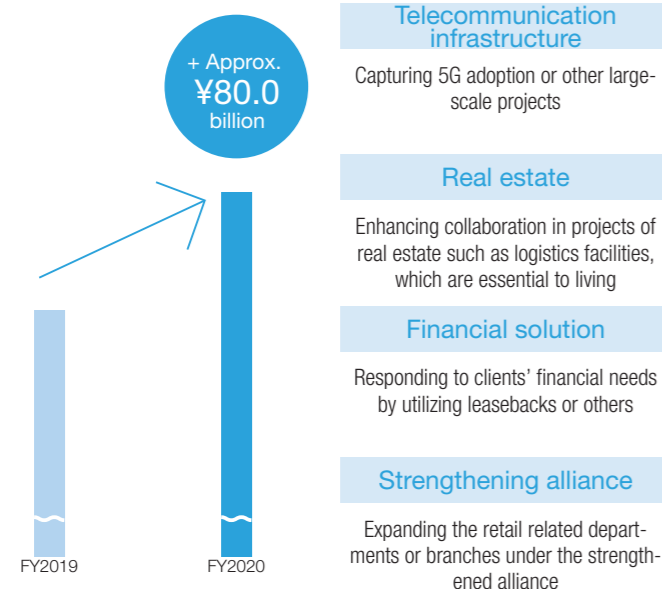 + Approx.
¥80.0
billion
FY2019
FY2020
Telecommunication
infrastructure
Capturing 5G adoption or other large-
scale projects
Real estate
Enhancing collaboration in projects of
real estate such as logistics facilities,
which are essential to living
Financial solution
Responding to clients’ financial needs
by utilizing leasebacks or others
Strengthening alliance
Expanding the retail related depart-
ments or branches under the strength-
ened alliance